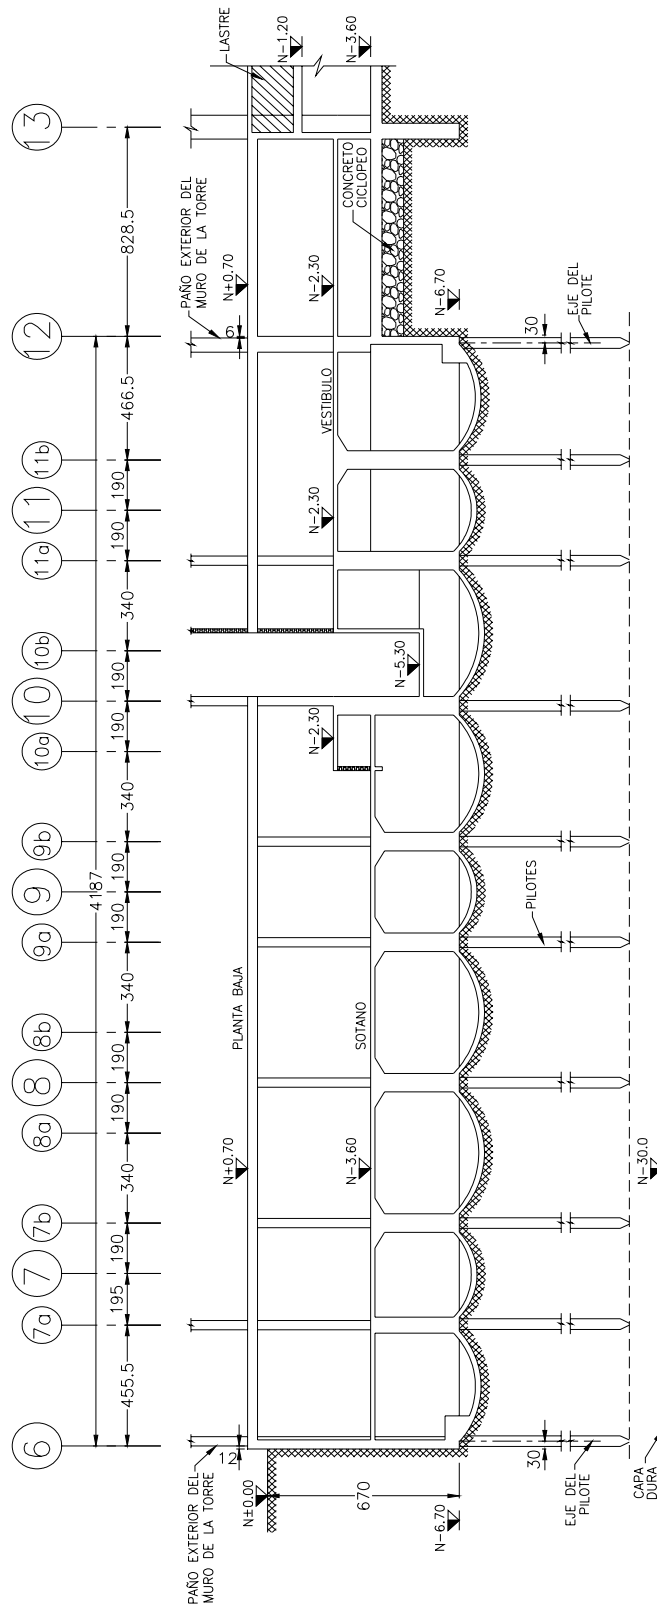 6
7a
7
7b
8a
8
8b
9a
9
9b
10a
10
10b
11a
11
11b
12
13
4187
455.5
195
190
340
190
190
340
190
190
340
190
190
340
190
190
466.5
828.5
PAÑO EXTERIOR DEL
MURO DE LA TORRE
12
PAÑO EXTERIOR DEL
MURO DE LA TORRE
6
LASTRE
N-1.20
N-3.60
N±0.00
N+0.70
PLANTA BAJA
N+0.70
N-2.30
N-2.30
N-2.30
VESTIBULO
CONCRETO
CICLOPEO
670
N-3.60
SOTANO
N-5.30
N-6.70
N-6.70
30
EJE DEL
PILOTE
PILOTES
30
EJE DEL
PILOTE
CAPA
DURA
N-30.0